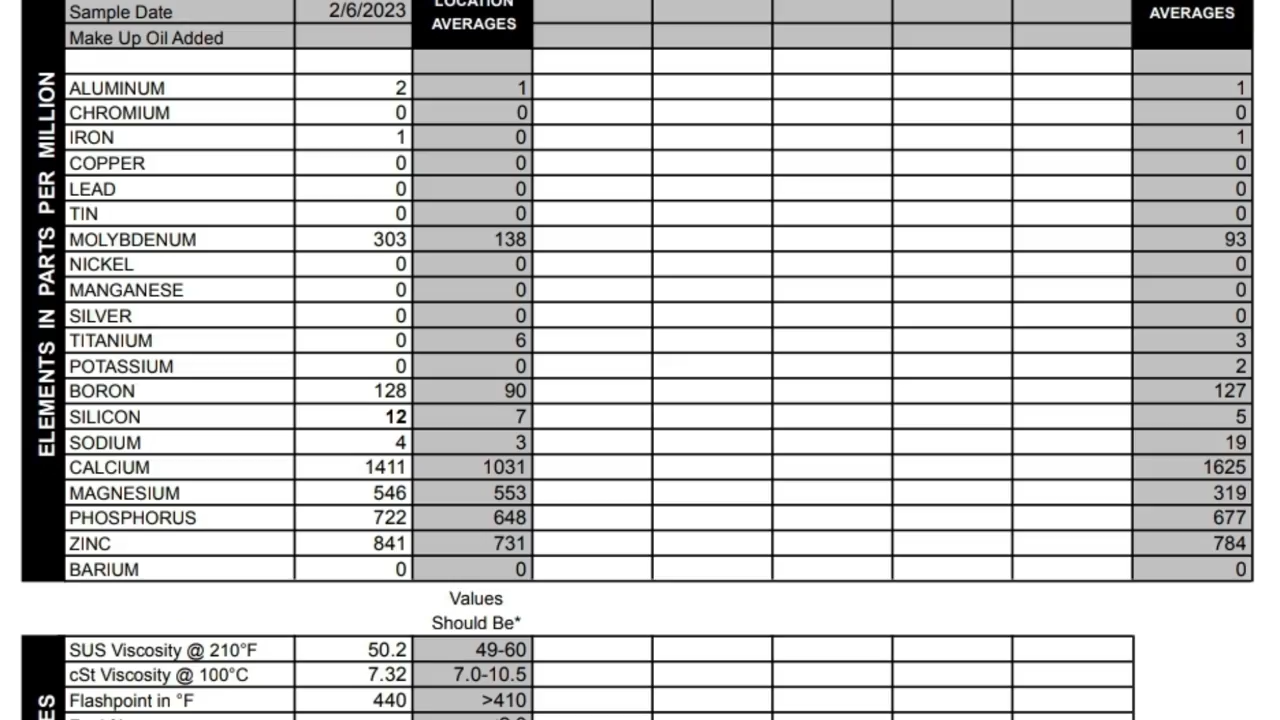 LOCATION
Sample Date 2/6/2023 AVERAGES AVERAGES
Make Up Oil Added
ELEMENTS IN PARTS PER MILLION
ALUMINUM 2 1 1
CHROMIUM 0 0 0
IRON 1 0 1
COPPER 0 0 0
LEAD 0 0 0
TIN 0 0 0
MOLYBDENUM 303 138 93
NICKEL 0 0 0
MANGANESE 0 0 0
SILVER 0 0 0
TITANIUM 0 6 3
POTASSIUM 0 0 2
BORON 128 90 127
SILICON 12 7 5
SODIUM 4 3 19
CALCIUM 1411 1031 1625
MAGNESIUM 546 553 319
PHOSPHORUS 722 648 677
ZINC 841 731 784
BARIUM 0 0 0
Values
Should Be*
SUS Viscosity @ 210°F 50.2 49-60
cSt Viscosity @ 100°C 7.32 7.0-10.5
Flashpoint in °F 440 >410